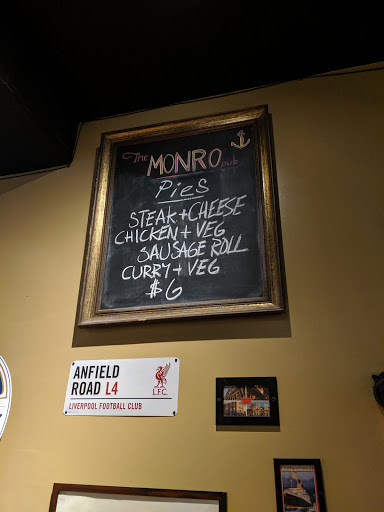 The MONRO pub
Pies
STEAK + CHEESE
CHICKEN + VEG
SAUSAGE ROLL
CURRY + VEG
$6
ANFIELD
ROAD L4
L.F.C.
LIVERPOOL FOOTBALL CLUB